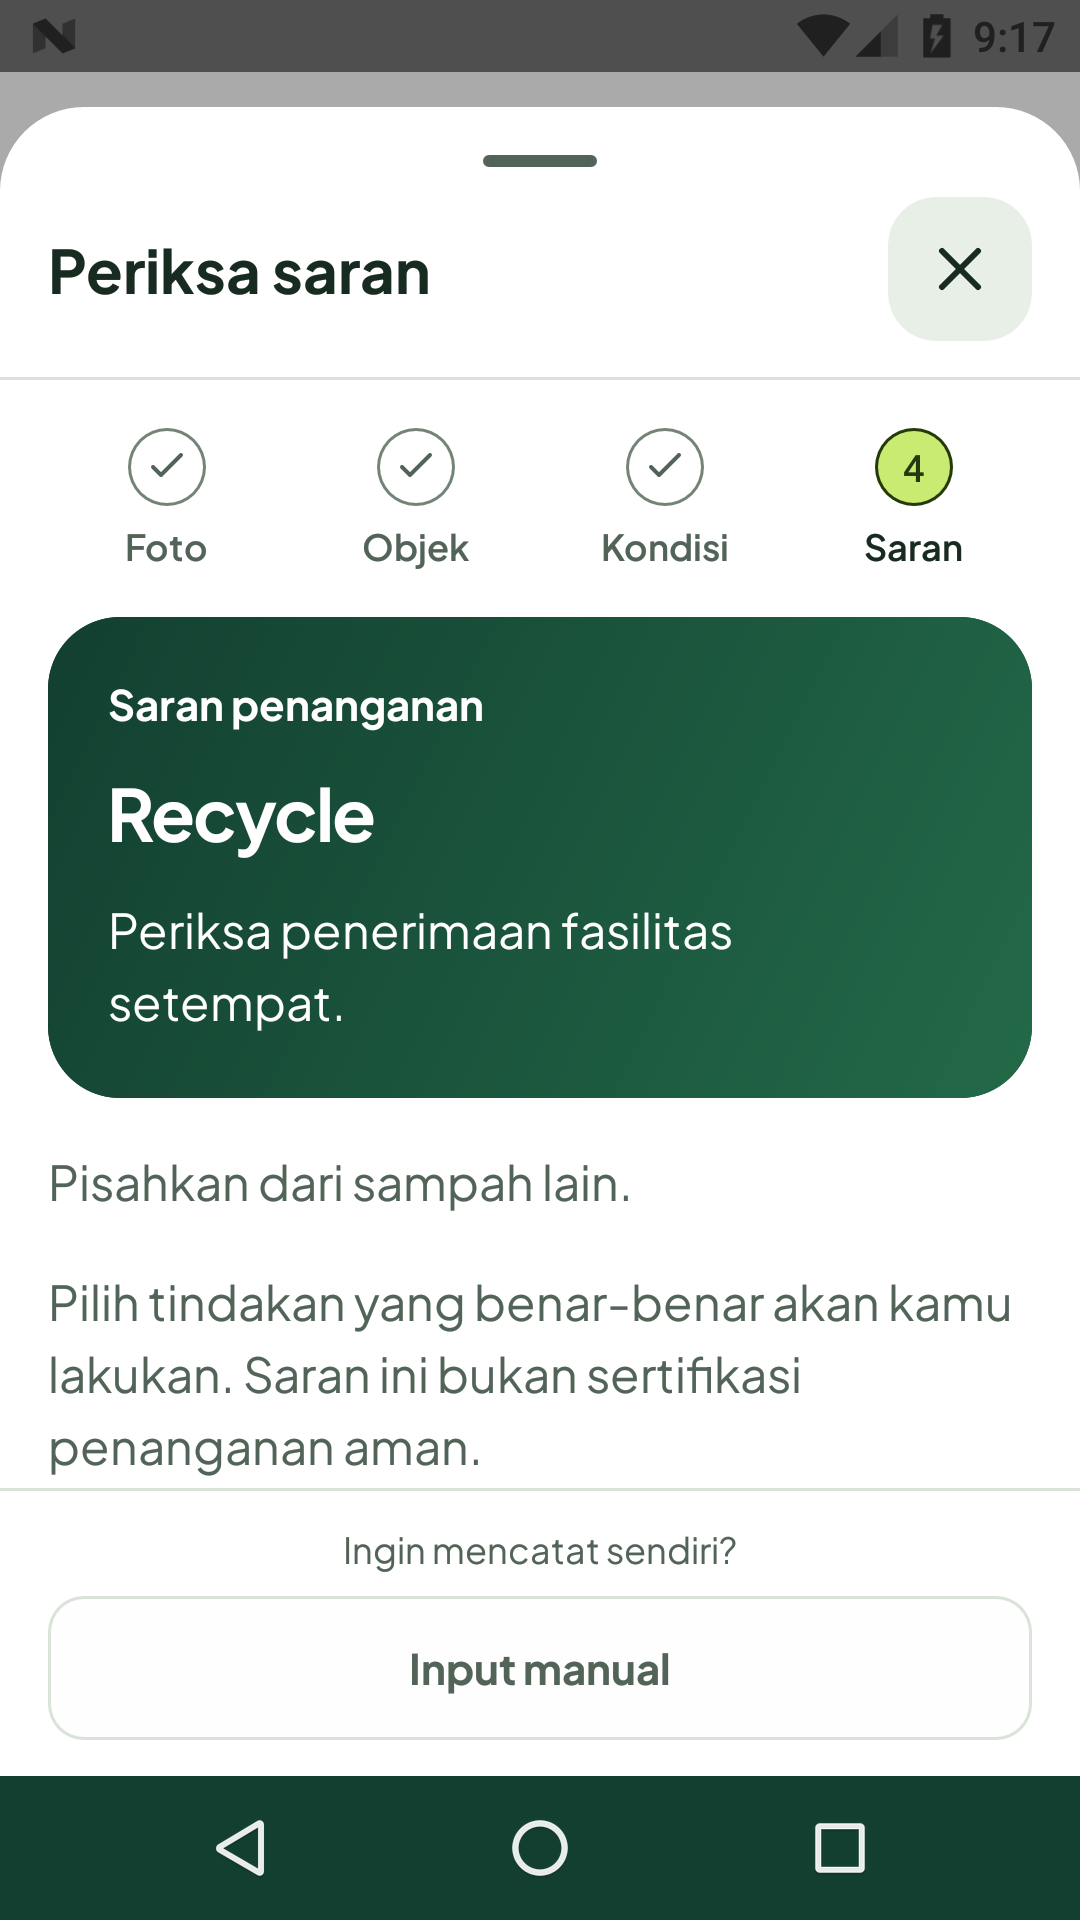 9:17
Periksa saran
Foto
Objek
Kondisi
4
Saran
Saran penanganan
Recycle
Periksa penerimaan fasilitas
setempat.
Pisahkan dari sampah lain.
Pilih tindakan yang benar-benar akan kamu
lakukan. Saran ini bukan sertifikasi
penanganan aman.
Ingin mencatat sendiri?
Input manual